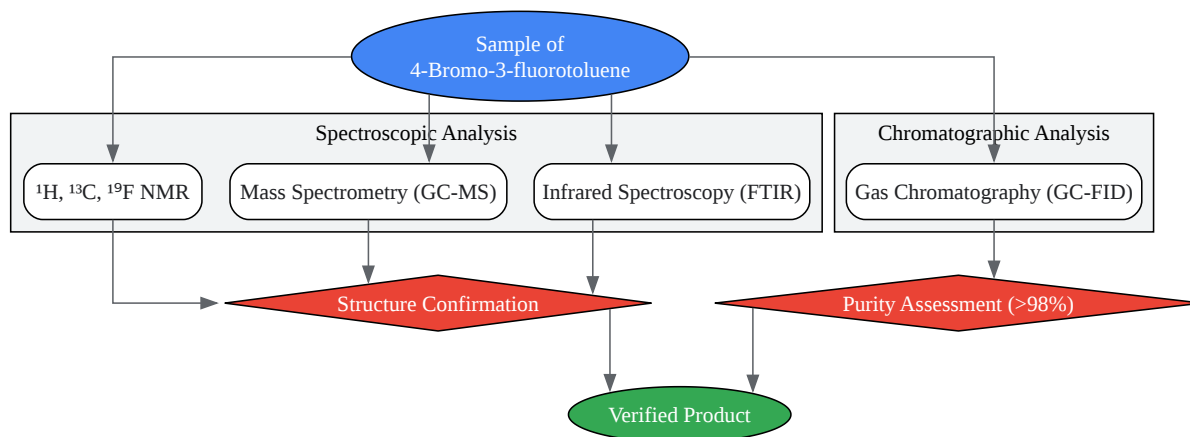 Sample of
4-Bromo-3-fluorotoluene
Spectroscopic Analysis
Chromatographic Analysis
¹H, ¹³C, ¹⁹F NMR
Mass Spectrometry (GC-MS)
Infrared Spectroscopy (FTIR)
Gas Chromatography (GC-FID)
Structure Confirmation
Purity Assessment (>98%)
Verified Product